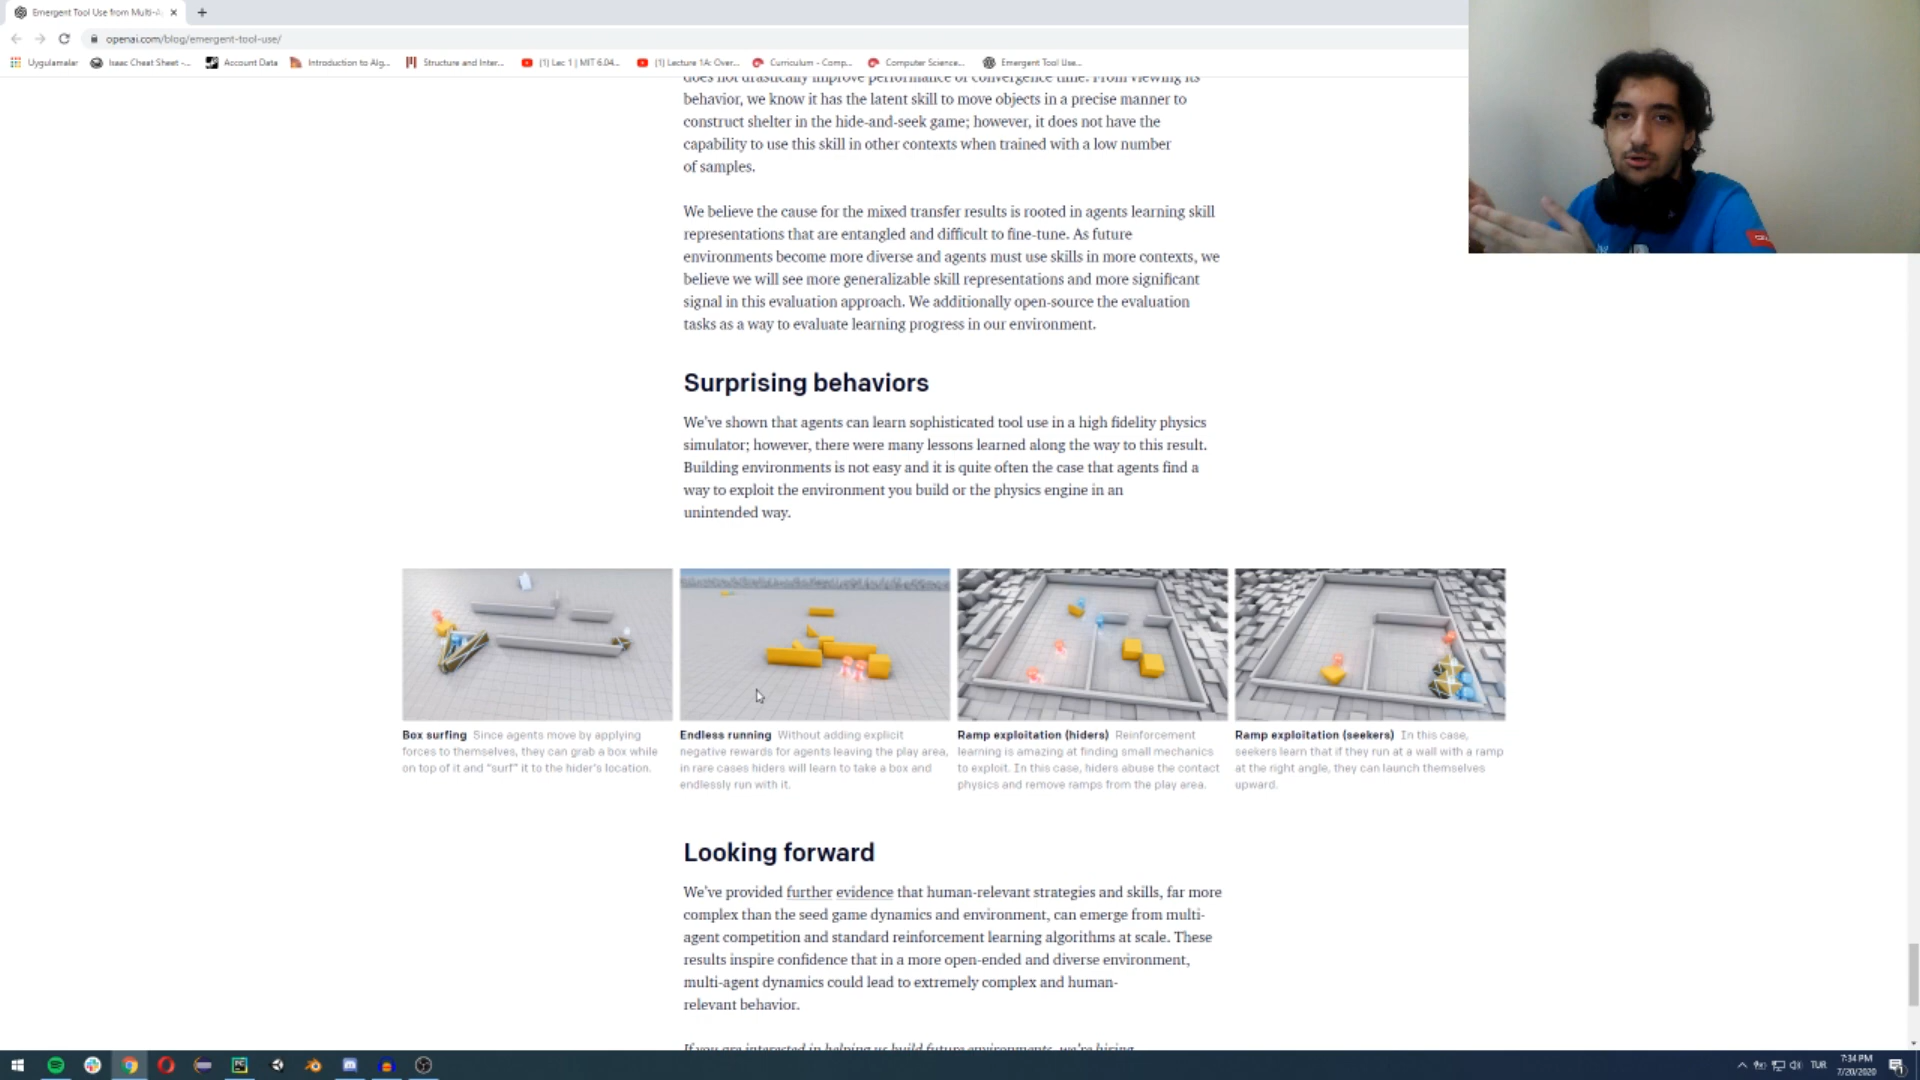 Emergent Tool Use from Multi-A
openai.com/blog/emergent-tool-use/
Uygulamalar
Isaac Cheat Sheet -...
Account Data
Introduction to Alg...
Structure and Inter...
(1) Lec 1 | MIT 6.04...
(1) Lecture 1A: Over...
Curriculum - Comp...
Computer Science...
Emergent Tool Use...
does not drastically improve performance or convergence time. From viewing its
behavior, we know it has the latent skill to move objects in a precise manner to
construct shelter in the hide-and-seek game; however, it does not have the
capability to use this skill in other contexts when trained with a low number
of samples.
We believe the cause for the mixed transfer results is rooted in agents learning skill
representations that are entangled and difficult to fine-tune. As future
environments become more diverse and agents must use skills in more contexts, we
believe we will see more generalizable skill representations and more significant
signal in this evaluation approach. We additionally open-source the evaluation
tasks as a way to evaluate learning progress in our environment.
Surprising behaviors
We've shown that agents can learn sophisticated tool use in a high fidelity physics
simulator; however, there were many lessons learned along the way to this result.
Building environments is not easy and it is quite often the case that agents find a
way to exploit the environment you build or the physics engine in an
unintended way.
Box surfing Since agents move by applying
forces to themselves, they can grab a box while
on top of it and "surf" it to the hider's location.
Endless running Without adding explicit
negative rewards for agents leaving the play area,
in rare cases hiders will learn to take a box and
endlessly run with it.
Ramp exploitation (hiders) Reinforcement
learning is amazing at finding small mechanics
to exploit. In this case, hiders abuse the contact
physics and remove ramps from the play area.
Ramp exploitation (seekers) In this case,
seekers learn that if they run at a wall with a ramp
at the right angle, they can launch themselves
upward.
Looking forward
We've provided further evidence that human-relevant strategies and skills, far more
complex than the seed game dynamics and environment, can emerge from multi-
agent competition and standard reinforcement learning algorithms at scale. These
results inspire confidence that in a more open-ended and diverse environment,
multi-agent dynamics could lead to extremely complex and human-
relevant behavior.
If you are interested in helping us build future environments, we're hiring
TUR
7:34 PM
7/20/2020